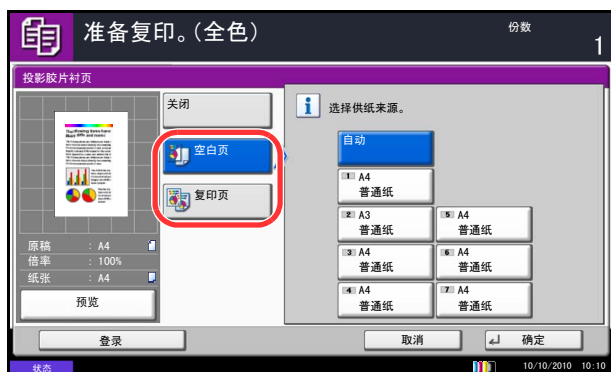 准备复印。(全色)
份数
1
投影胶片衬页
关闭
空白页
复印页
原稿 : A4
倍率 : 100%
纸张 : A4
预览
选择供纸来源。
自动
1 A4
普通纸
2 A3
普通纸
5 A4
普通纸
3 A4
普通纸
6 A4
普通纸
4 A4
普通纸
7 A4
普通纸
登录
取消
确定
状态
10/10/2010 10:10